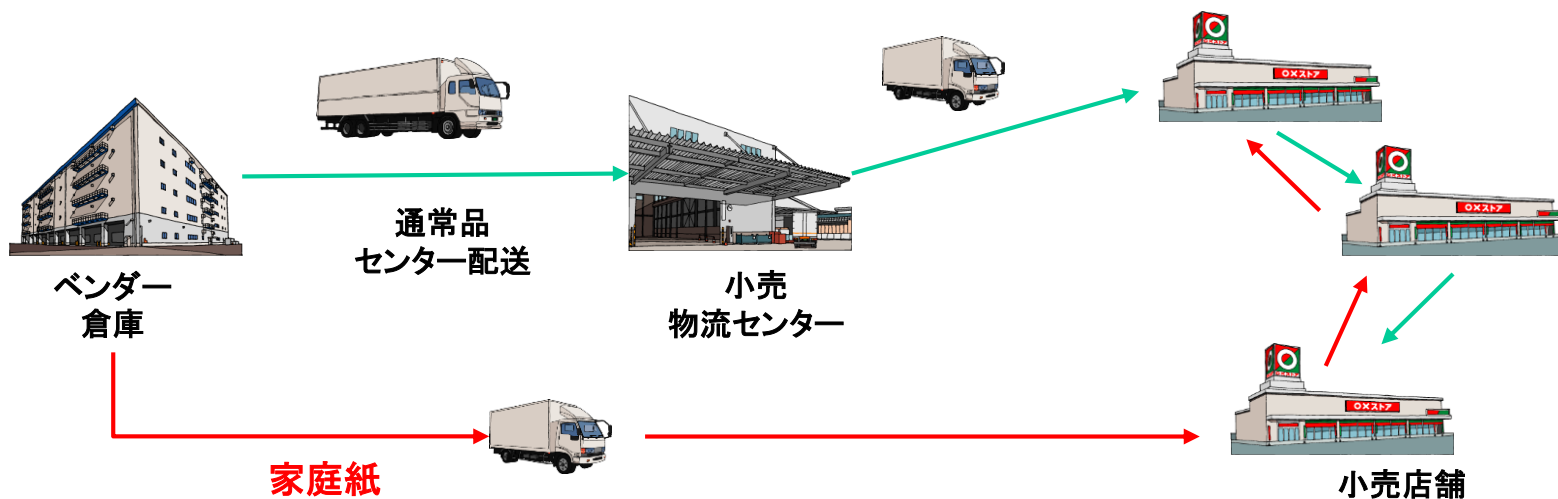 〇×ストア
〇×ストア
通常品
センター配送
ベンダー
倉庫
小売
物流センター
〇×ストア
家庭紙
小売店舗